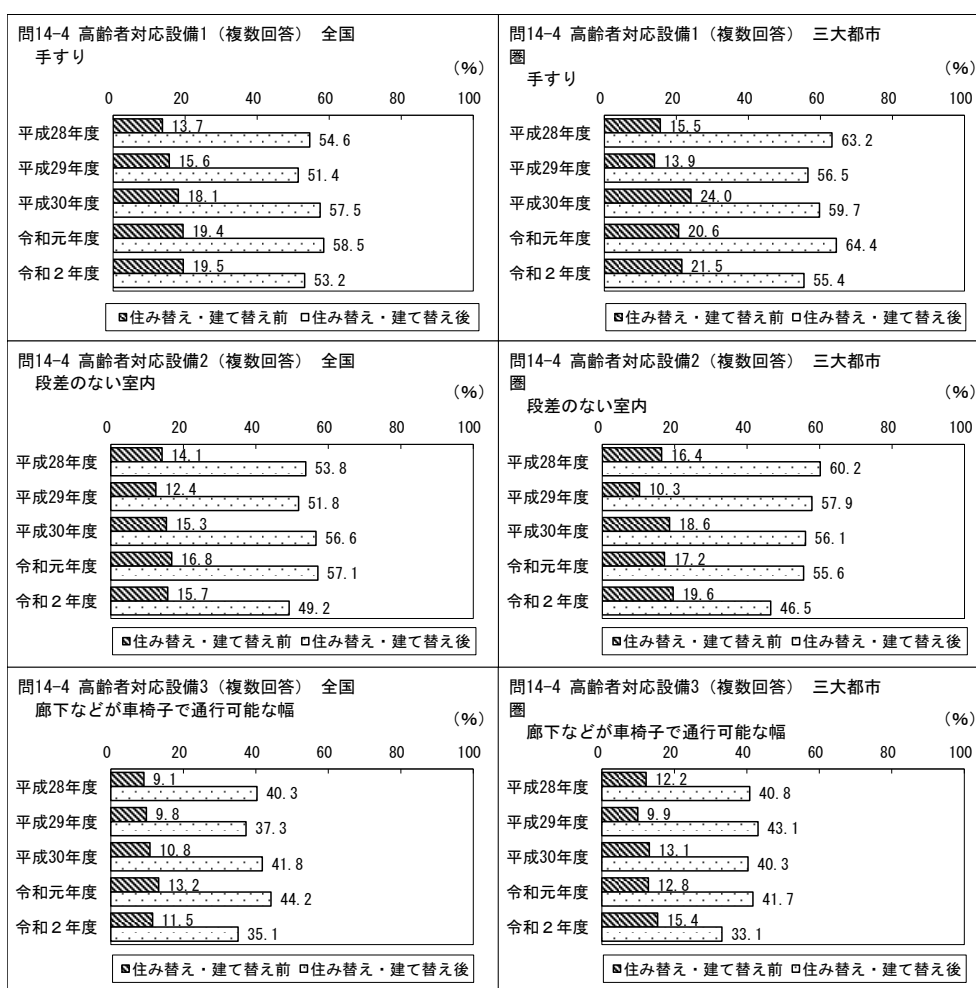 問14-4 高齢者対応設備1（複数回答）　全国
手すり
（%）
0 20 40 60 80 100
平成28年度 13.7 54.6
平成29年度 15.6 51.4
平成30年度 18.1 57.5
令和元年度 19.4 58.5
令和２年度 19.5 53.2
住み替え・建て替え前 住み替え・建て替え後
問14-4 高齢者対応設備1（複数回答）　三大都市
圏
手すり
（%）
0 20 40 60 80 100
平成28年度 15.5 63.2
平成29年度 13.9 56.5
平成30年度 24.0 59.7
令和元年度 20.6 64.4
令和２年度 21.5 55.4
住み替え・建て替え前 住み替え・建て替え後
問14-4 高齢者対応設備2（複数回答）　全国
段差のない室内
（%）
0 20 40 60 80 100
平成28年度 14.1 53.8
平成29年度 12.4 51.8
平成30年度 15.3 56.6
令和元年度 16.8 57.1
令和２年度 15.7 49.2
住み替え・建て替え前 住み替え・建て替え後
問14-4 高齢者対応設備2（複数回答）　三大都市
圏
段差のない室内
（%）
0 20 40 60 80 100
平成28年度 16.4 60.2
平成29年度 10.3 57.9
平成30年度 18.6 56.1
令和元年度 17.2 55.6
令和２年度 19.6 46.5
住み替え・建て替え前 住み替え・建て替え後
問14-4 高齢者対応設備3（複数回答）　全国
廊下などが車椅子で通行可能な幅
（%）
0 20 40 60 80 100
平成28年度 9.1 40.3
平成29年度 9.8 37.3
平成30年度 10.8 41.8
令和元年度 13.2 44.2
令和２年度 11.5 35.1
住み替え・建て替え前 住み替え・建て替え後
問14-4 高齢者対応設備3（複数回答）　三大都市
圏
廊下などが車椅子で通行可能な幅
（%）
0 20 40 60 80 100
平成28年度 12.2 40.8
平成29年度 9.9 43.1
平成30年度 13.1 40.3
令和元年度 12.8 41.7
令和２年度 15.4 33.1
住み替え・建て替え前 住み替え・建て替え後